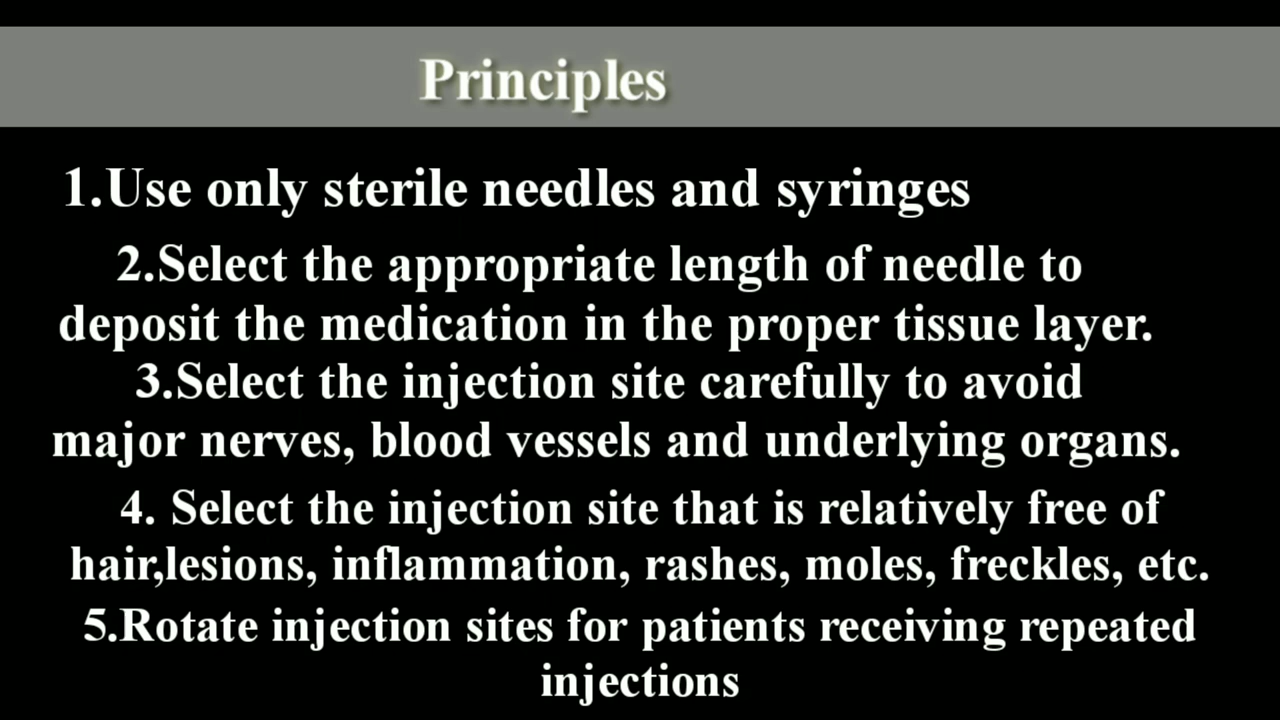 Principles
1.Use only sterile needles and syringes
2.Select the appropriate length of needle to
deposit the medication in the proper tissue layer.
3.Select the injection site carefully to avoid
major nerves, blood vessels and underlying organs.
4. Select the injection site that is relatively free of
hair,lesions, inflammation, rashes, moles, freckles, etc.
5.Rotate injection sites for patients receiving repeated
injections